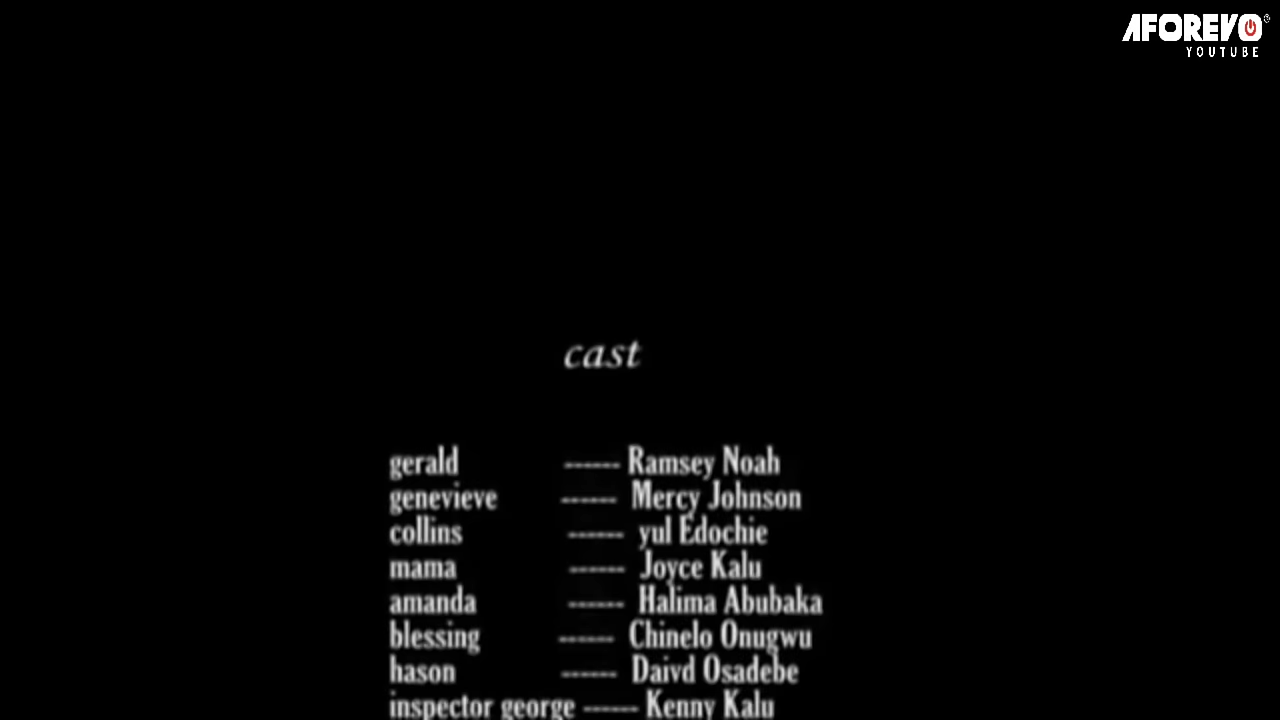 AFOREVO®
YOUTUBE
cast
gerald ------ Ramsey Noah
genevieve ------ Mercy Johnson
collins ------ yul Edochie
mama ------ Joyce Kalu
amanda ------ Halima Abubaka
blessing ------ Chinelo Onugwu
hason ------ Daivd Osadebe
inspector george ------ Kenny Kalu